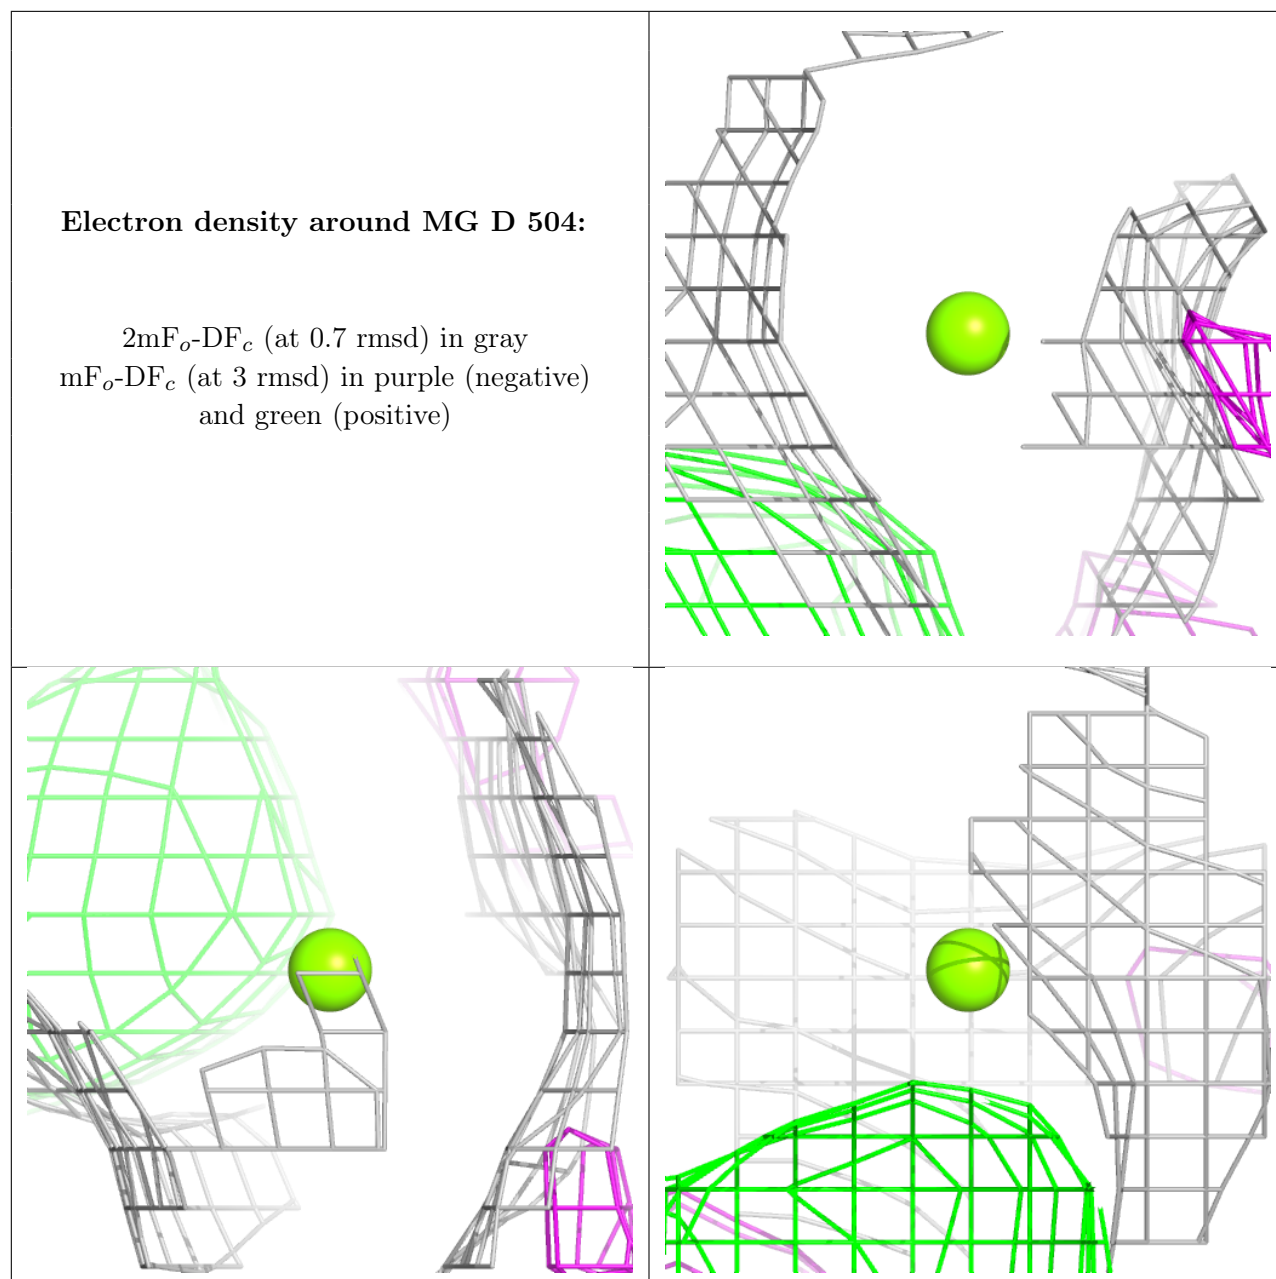 Electron density around MG D 504:
2mFo-DFc (at 0.7 rmsd) in gray
mFo-DFc (at 3 rmsd) in purple (negative)
and green (positive)